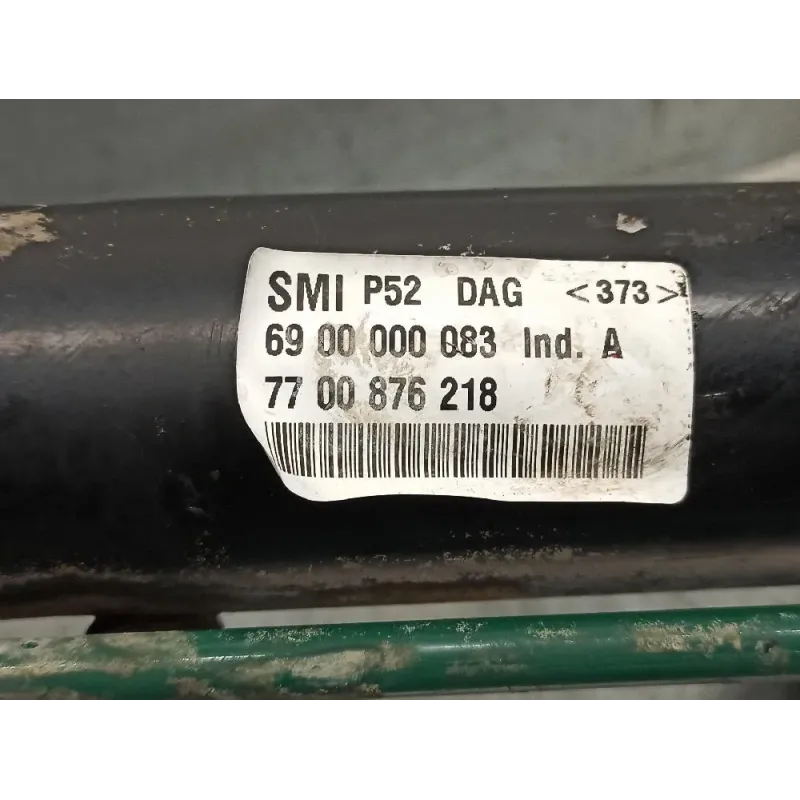 SMI P52 DAG <373>
69 00 000 083 Ind. A
77 00 876 218